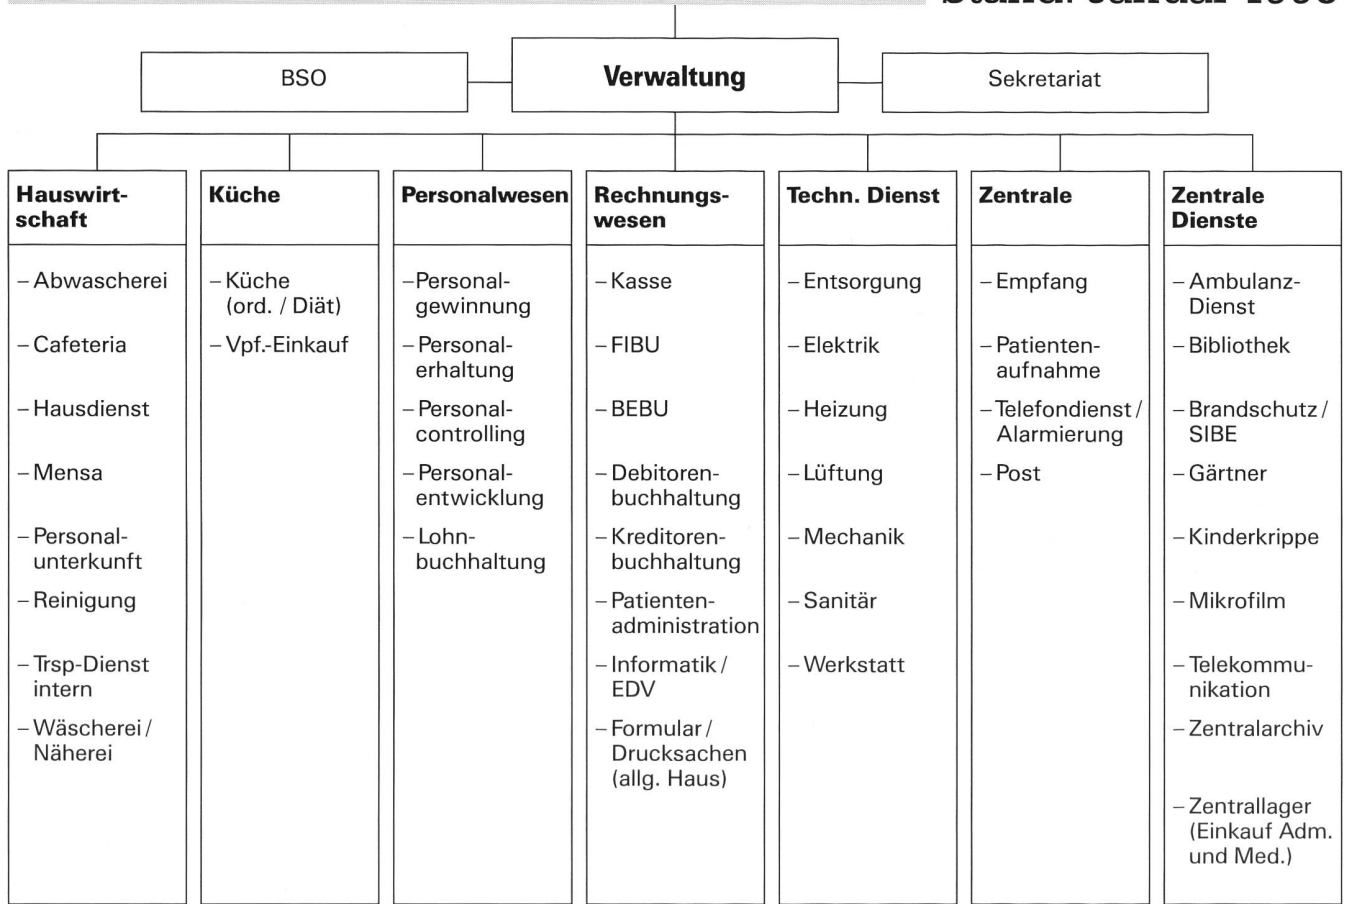 BSO
Verwaltung
Sekretariat
Hauswirt-
schaft
– Abwascherei
– Cafeteria
– Hausdienst
– Mensa
– Personal-
unterkunft
– Reinigung
– Trsp-Dienst
intern
– Wäscherei /
Näherei
Küche
– Küche
(ord. / Diät)
– Vpf.-Einkauf
Personalwesen
– Personal-
gewinnung
– Personal-
erhaltung
– Personal-
controlling
– Personal-
entwicklung
– Lohn-
buchhaltung
Rechnungs-
wesen
– Kasse
– FIBU
– BEBU
– Debitoren-
buchhaltung
– Kreditoren-
buchhaltung
– Patienten-
administration
– Informatik /
EDV
– Formular /
Drucksachen
(allg. Haus)
Techn. Dienst
– Entsorgung
– Elektrik
– Heizung
– Lüftung
– Mechanik
– Sanitär
– Werkstatt
Zentrale
– Empfang
– Patienten-
aufnahme
– Telefondienst /
Alarmierung
– Post
Zentrale
Dienste
– Ambulanz-
Dienst
– Bibliothek
– Brandschutz /
SIBE
– Gärtner
– Kinderkrippe
– Mikrofilm
– Telekommu-
nikation
– Zentralarchiv
– Zentrallager
(Einkauf Adm.
und Med.)